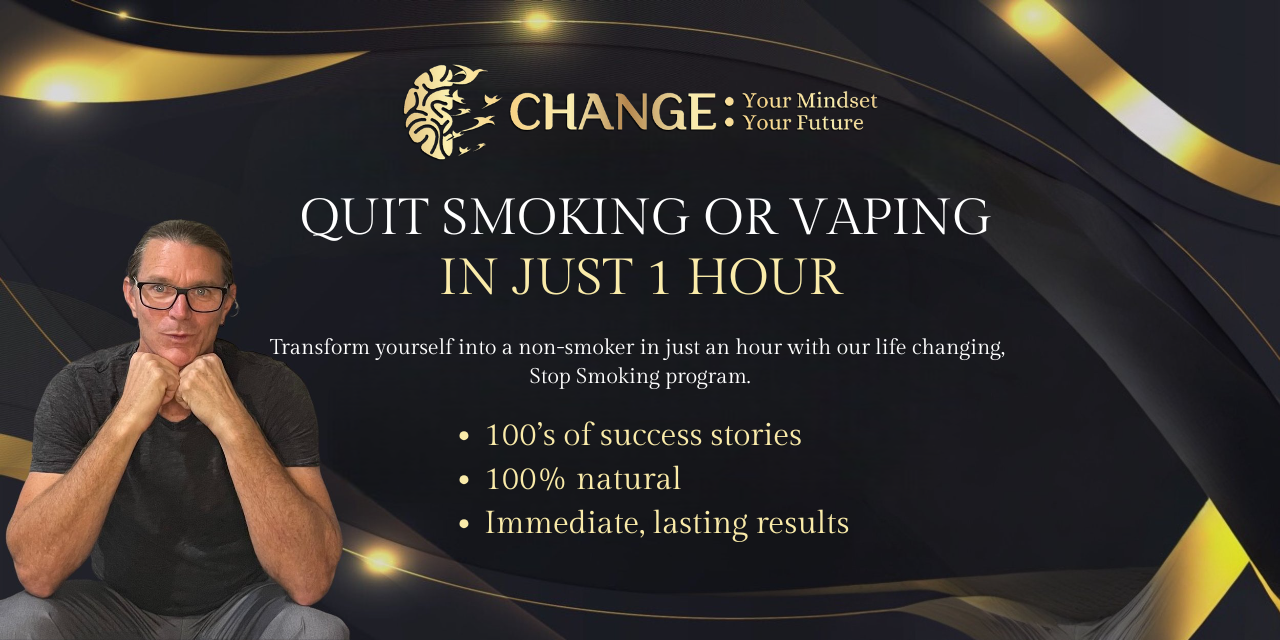 CHANGE: Your Mindset
Your Future
QUIT SMOKING OR VAPING
IN JUST 1 HOUR
Transform yourself into a non-smoker in just an hour with our life changing,
Stop Smoking program.
• 100’s of success stories
• 100% natural
• Immediate, lasting results